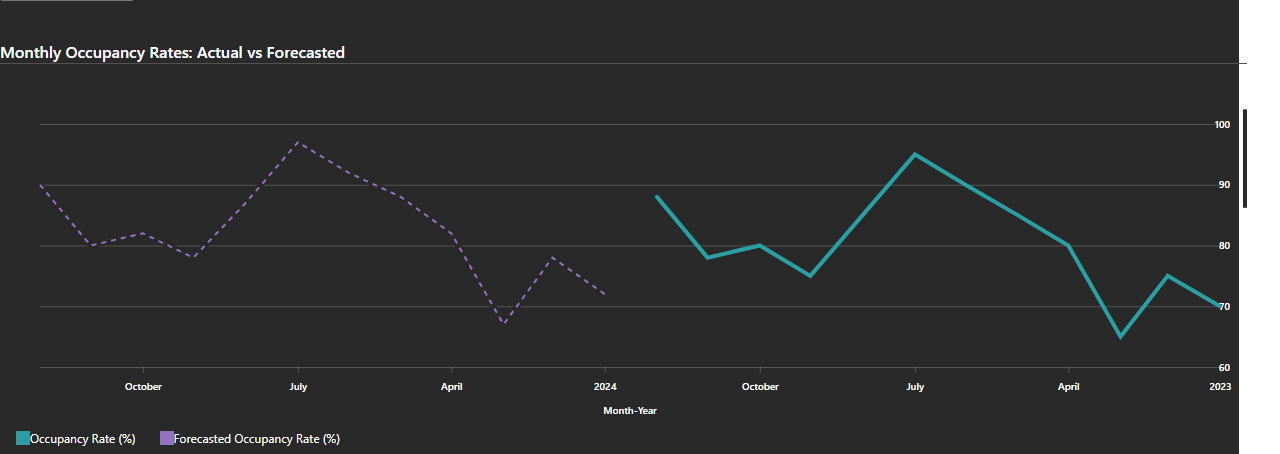 Monthly Occupancy Rates: Actual vs Forecasted
100
90
80
70
60
October July April 2024 October July April 2023
Month-Year
Occupancy Rate (%) Forecasted Occupancy Rate (%)